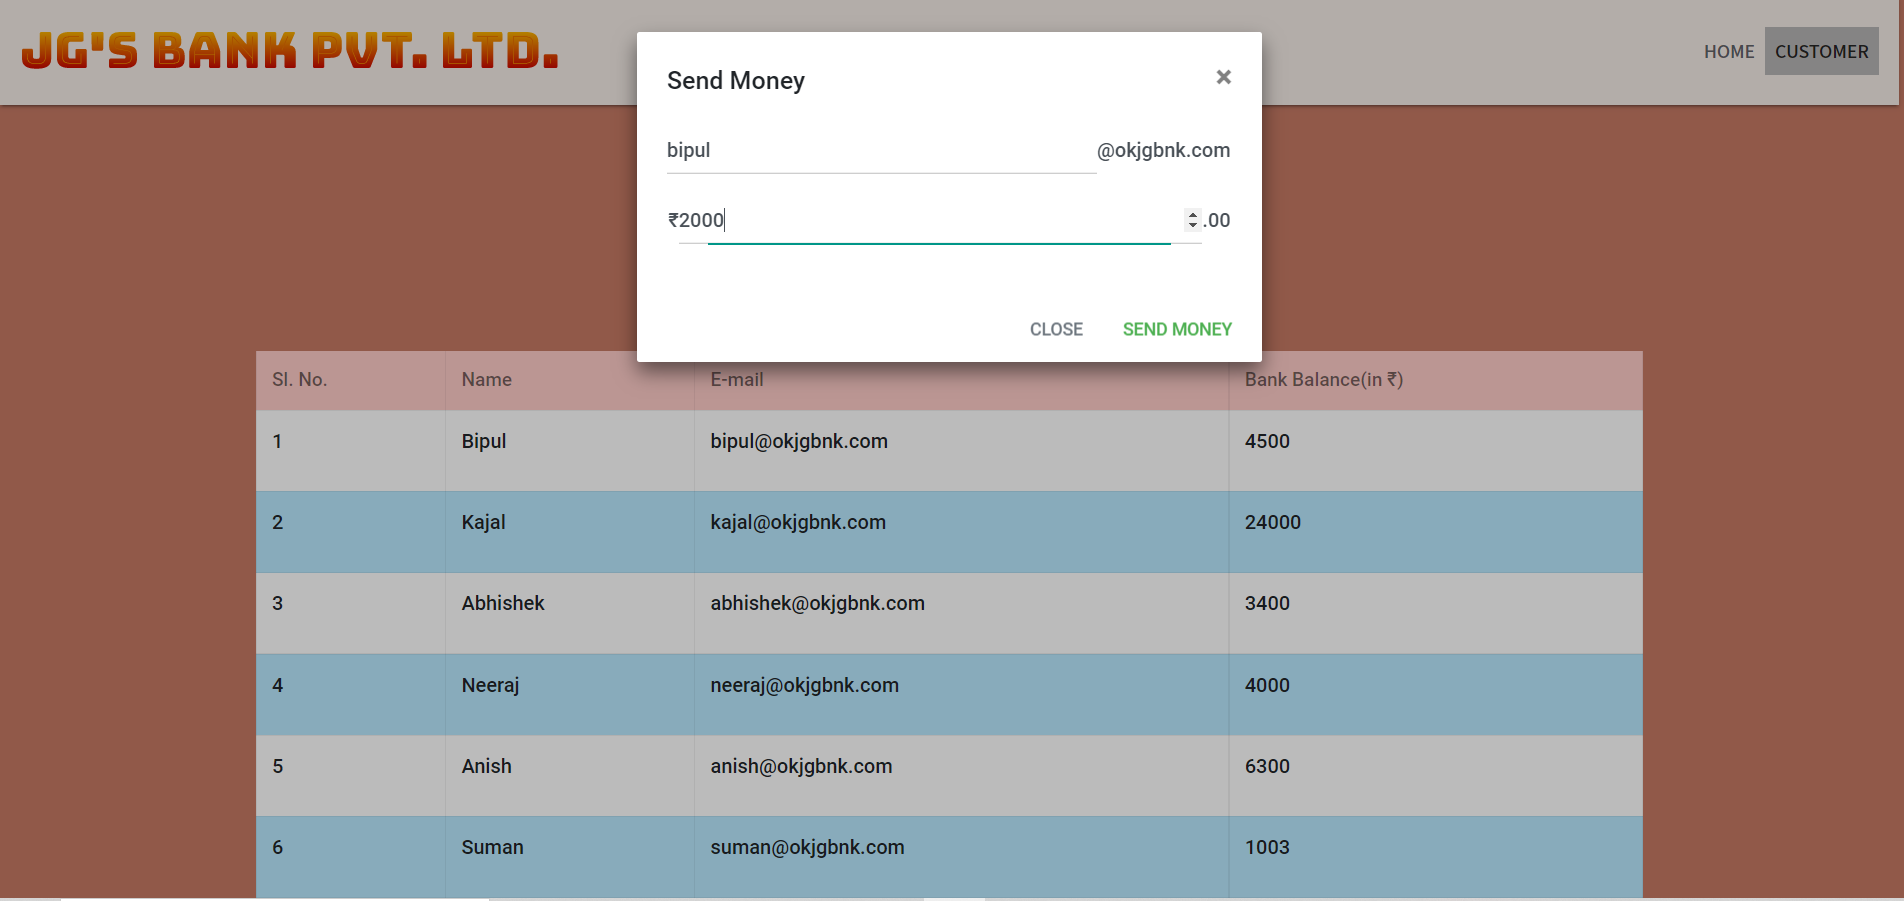 JG'S BANK PVT. LTD.
HOME CUSTOMER
Send Money ×
bipul @okjgbnk.com
₹2000 .00
CLOSE SEND MONEY
Sl. No. Name E-mail Bank Balance(in ₹)
1 Bipul bipul@okjgbnk.com 4500
2 Kajal kajal@okjgbnk.com 24000
3 Abhishek abhishek@okjgbnk.com 3400
4 Neeraj neeraj@okjgbnk.com 4000
5 Anish anish@okjgbnk.com 6300
6 Suman suman@okjgbnk.com 1003